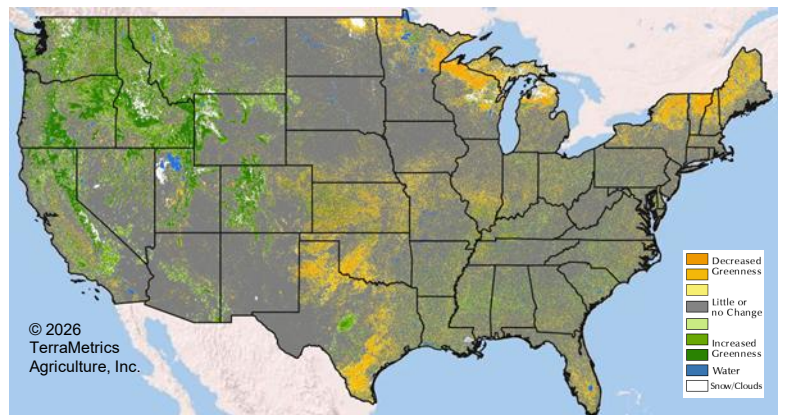 Decreased
Greenness
Little or
no Change
Increased
Greenness
Water
Snow/Clouds
© 2026
TerraMetrics
Agriculture, Inc.